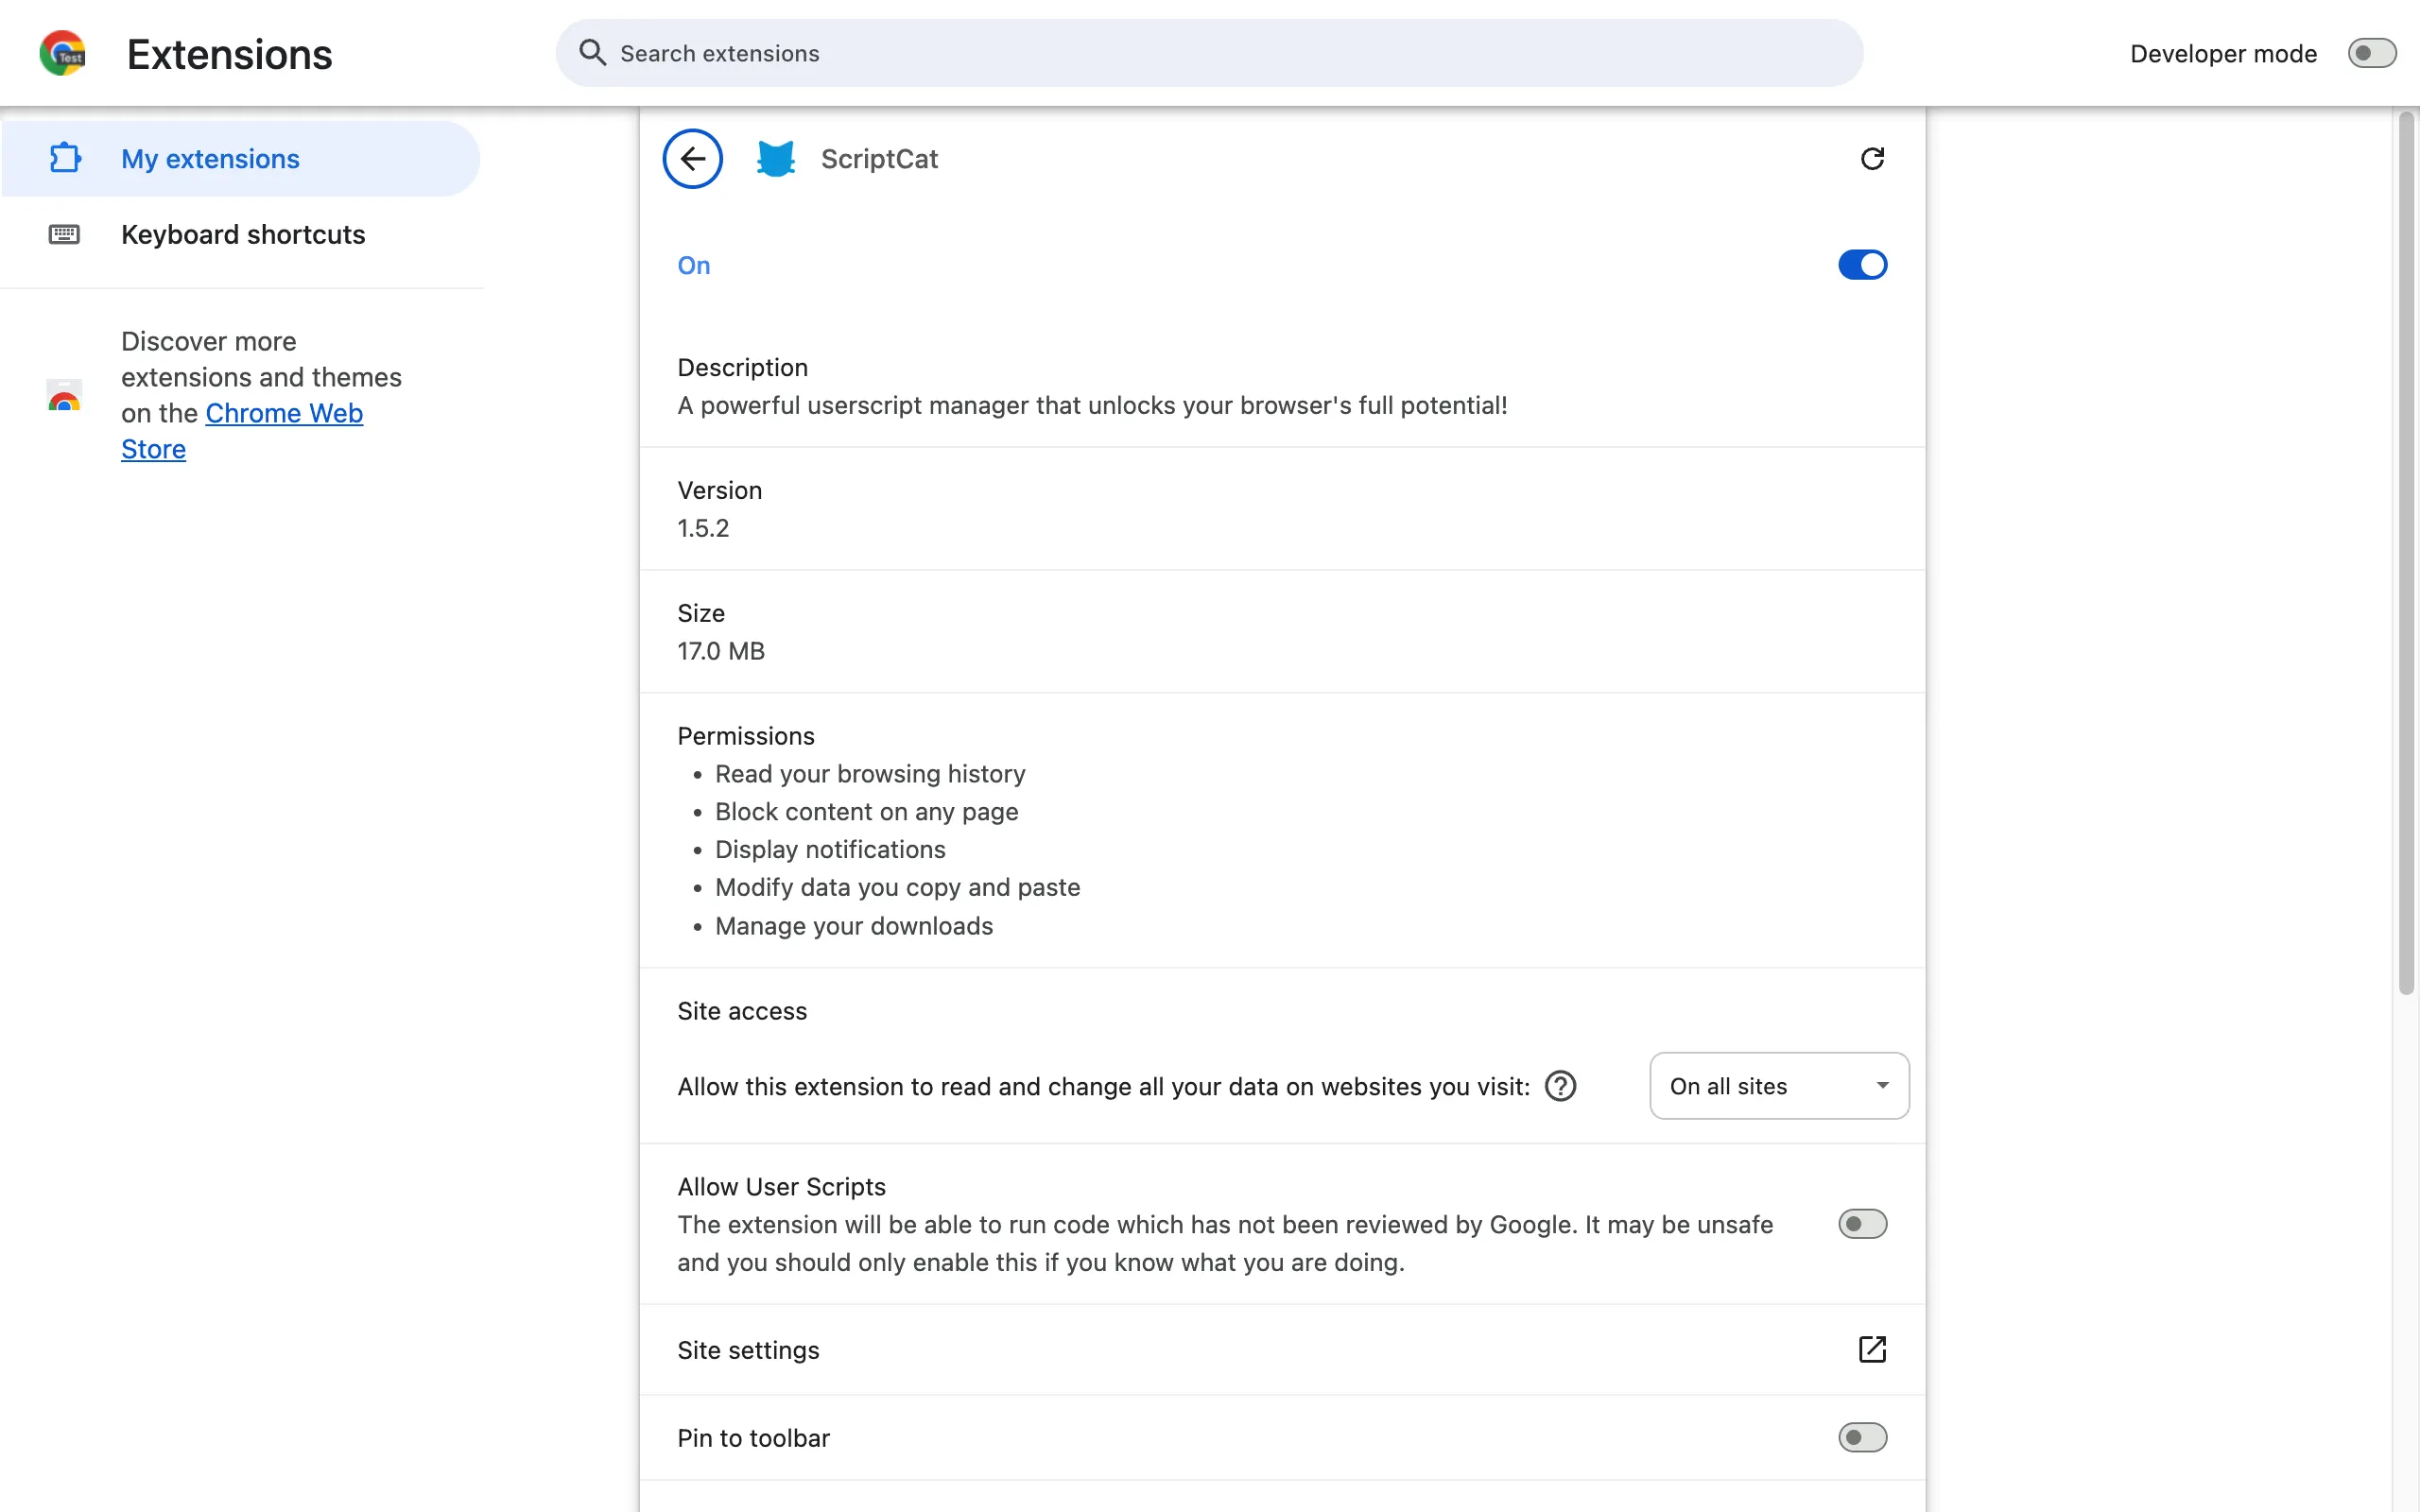 Test
Extensions
Search extensions
Developer mode
My extensions
Keyboard shortcuts
Discover more
extensions and themes
on the Chrome Web
Store
ScriptCat
On
Description
A powerful userscript manager that unlocks your browser's full potential!
Version
1.5.2
Size
17.0 MB
Permissions
• Read your browsing history
• Block content on any page
• Display notifications
• Modify data you copy and paste
• Manage your downloads
Site access
Allow this extension to read and change all your data on websites you visit:
On all sites
Allow User Scripts
The extension will be able to run code which has not been reviewed by Google. It may be unsafe
and you should only enable this if you know what you are doing.
Site settings
Pin to toolbar